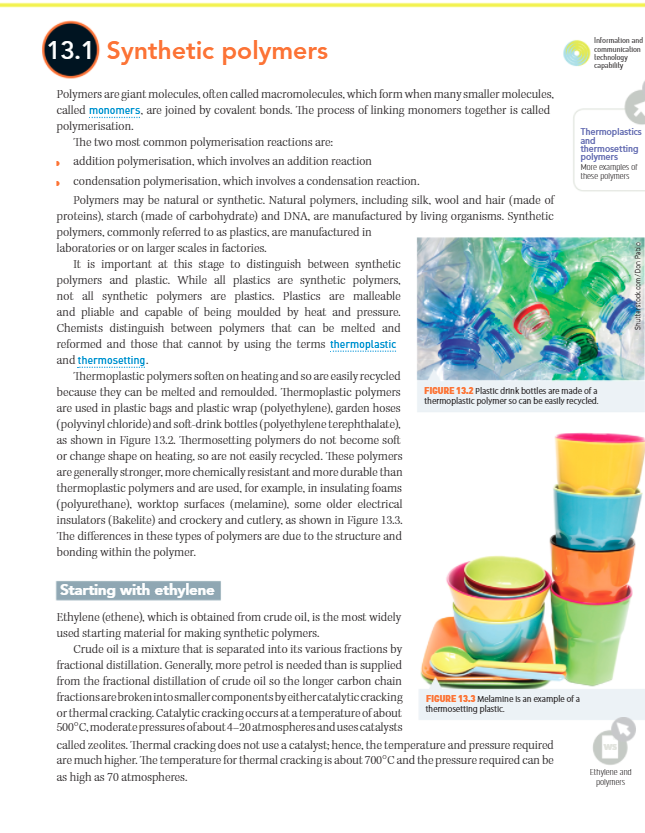 13.1 Synthetic polymers
Information and
communication
technology
capability
Polymers are giant molecules, often called macromolecules, which form when many smaller molecules,
called monomers, are joined by covalent bonds. The process of linking monomers together is called
polymerisation.
The two most common polymerisation reactions are:
addition polymerisation, which involves an addition reaction
condensation polymerisation, which involves a condensation reaction.
Thermoplastics
and
thermosetting
polymers
More examples of
these polymers
Polymers may be natural or synthetic. Natural polymers, including silk, wool and hair (made of
proteins), starch (made of carbohydrate) and DNA, are manufactured by living organisms. Synthetic
polymers, commonly referred to as plastics, are manufactured in
laboratories or on larger scales in factories.
It is important at this stage to distinguish between synthetic
polymers and plastic. While all plastics are synthetic polymers,
not all synthetic polymers are plastics. Plastics are malleable
and pliable and capable of being moulded by heat and pressure.
Chemists distinguish between polymers that can be melted and
reformed and those that cannot by using the terms thermoplastic
and thermosetting.
Thermoplastic polymers soften on heating and so are easily recycled
because they can be melted and remoulded. Thermoplastic polymers
are used in plastic bags and plastic wrap (polyethylene), garden hoses
(polyvinyl chloride) and soft-drink bottles (polyethylene terephthalate),
as shown in Figure 13.2. Thermosetting polymers do not become soft
or change shape on heating, so are not easily recycled. These polymers
are generally stronger, more chemically resistant and more durable than
thermoplastic polymers and are used, for example, in insulating foams
(polyurethane), worktop surfaces (melamine), some older electrical
insulators (Bakelite) and crockery and cutlery, as shown in Figure 13.3.
The differences in these types of polymers are due to the structure and
bonding within the polymer.
Shutterstock.com/Don Pablo
FIGURE 13.2 Plastic drink bottles are made of a
thermoplastic polymer so can be easily recycled.
Starting with ethylene
Ethylene (ethene), which is obtained from crude oil, is the most widely
used starting material for making synthetic polymers.
Crude oil is a mixture that is separated into its various fractions by
fractional distillation. Generally, more petrol is needed than is supplied
from the fractional distillation of crude oil so the longer carbon chain
fractions are broken into smaller components by either catalytic cracking
or thermal cracking. Catalytic cracking occurs at a temperature of about
500°C, moderate pressures of about 4–20 atmospheres and uses catalysts
called zeolites. Thermal cracking does not use a catalyst; hence, the temperature and pressure required
are much higher. The temperature for thermal cracking is about 700°C and the pressure required can be
as high as 70 atmospheres.
FIGURE 13.3 Melamine is an example of a
thermosetting plastic.
WS
Ethylene and
polymers